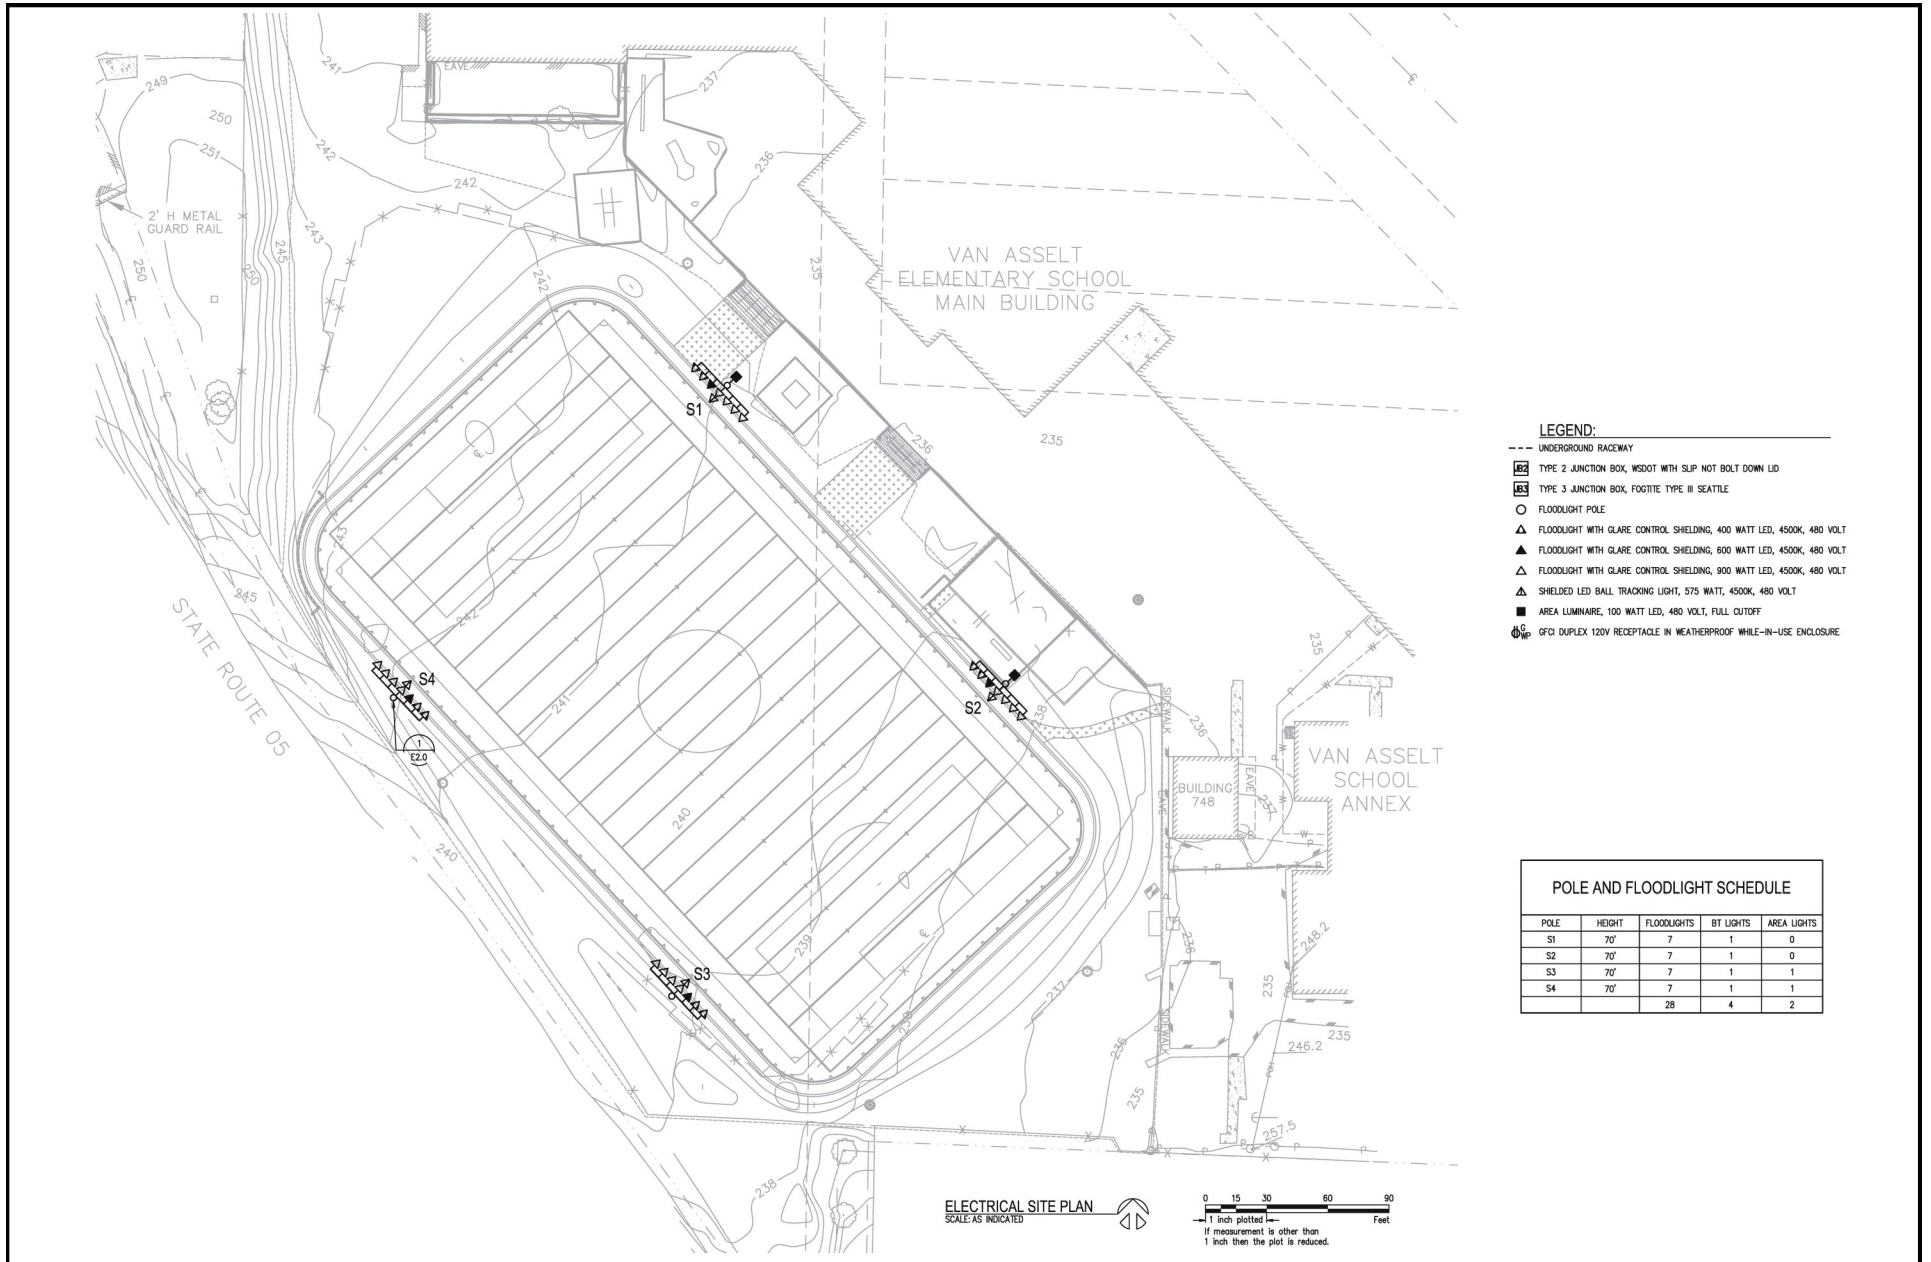 241
EAVE
237
249
250
251
242
236
242
2' H METAL
GUARD RAIL
243
245
250
250
242
235
VAN ASSELT
ELEMENTARY SCHOOL
MAIN BUILDING
S1
236
235
LEGEND:
UNDERGROUND RACEWAY
JB2 TYPE 2 JUNCTION BOX, WSDOT WITH SLIP NOT BOLT DOWN LID
JB3 TYPE 3 JUNCTION BOX, FOGTITE TYPE III SEATTLE
FLOODLIGHT POLE
FLOODLIGHT WITH GLARE CONTROL SHIELDING, 400 WATT LED, 4500K, 480 VOLT
FLOODLIGHT WITH GLARE CONTROL SHIELDING, 600 WATT LED, 4500K, 480 VOLT
FLOODLIGHT WITH GLARE CONTROL SHIELDING, 900 WATT LED, 4500K, 480 VOLT
SHIELDED LED BALL TRACKING LIGHT, 575 WATT, 4500K, 480 VOLT
AREA LUMINAIRE, 100 WATT LED, 480 VOLT, FULL CUTOFF
G WP GFCI DUPLEX 120V RECEPTACLE IN WEATHERPROOF WHILE-IN-USE ENCLOSURE
243
245
242
STATE ROUTE 05
S4
1
E2.0
241
S2
238
SIDEWALK
236
235
P
W
VAN ASSELT
SCHOOL
ANNEX
BUILDING
748
EAVE
EAVE
237
240
240
239
S3
238
237
236
236
235
SIDEWALK
248.2
235
235
246.2
257.5
238
POLE AND FLOODLIGHT SCHEDULE
POLE HEIGHT FLOODLIGHTS BT LIGHTS AREA LIGHTS
S1 70' 7 1 0
S2 70' 7 1 0
S3 70' 7 1 1
S4 70' 7 1 1
28 4 2
ELECTRICAL SITE PLAN
SCALE: AS INDICATED
0 15 30 60 90
1 inch plotted Feet
If measurement is other than
1 inch then the plot is reduced.